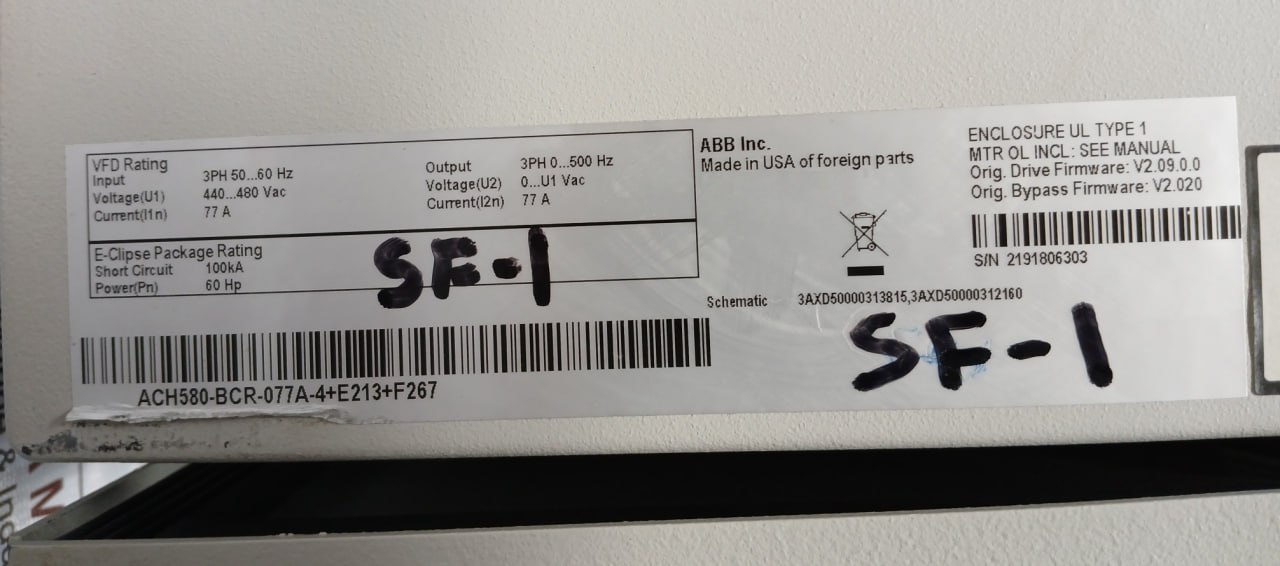 VFD Rating
Input 3PH 50...60 Hz
Voltage(U1) 440...480 Vac
Current(I1n) 77 A
Output 3PH 0...500 Hz
Voltage(U2) 0...U1 Vac
Current(I2n) 77 A
E-Clipse Package Rating
Short Circuit 100kA
Power(Pn) 60 Hp
SF-1
ACH580-BCR-077A-4+E213+F267
ABB Inc.
Made in USA of foreign parts
ENCLOSURE UL TYPE 1
MTR OL INCL: SEE MANUAL
Orig. Drive Firmware: V2.09.0.0
Orig. Bypass Firmware: V2.020
S/N 2191806303
Schematic 3AXD50000313815,3AXD50000312160
SF-1